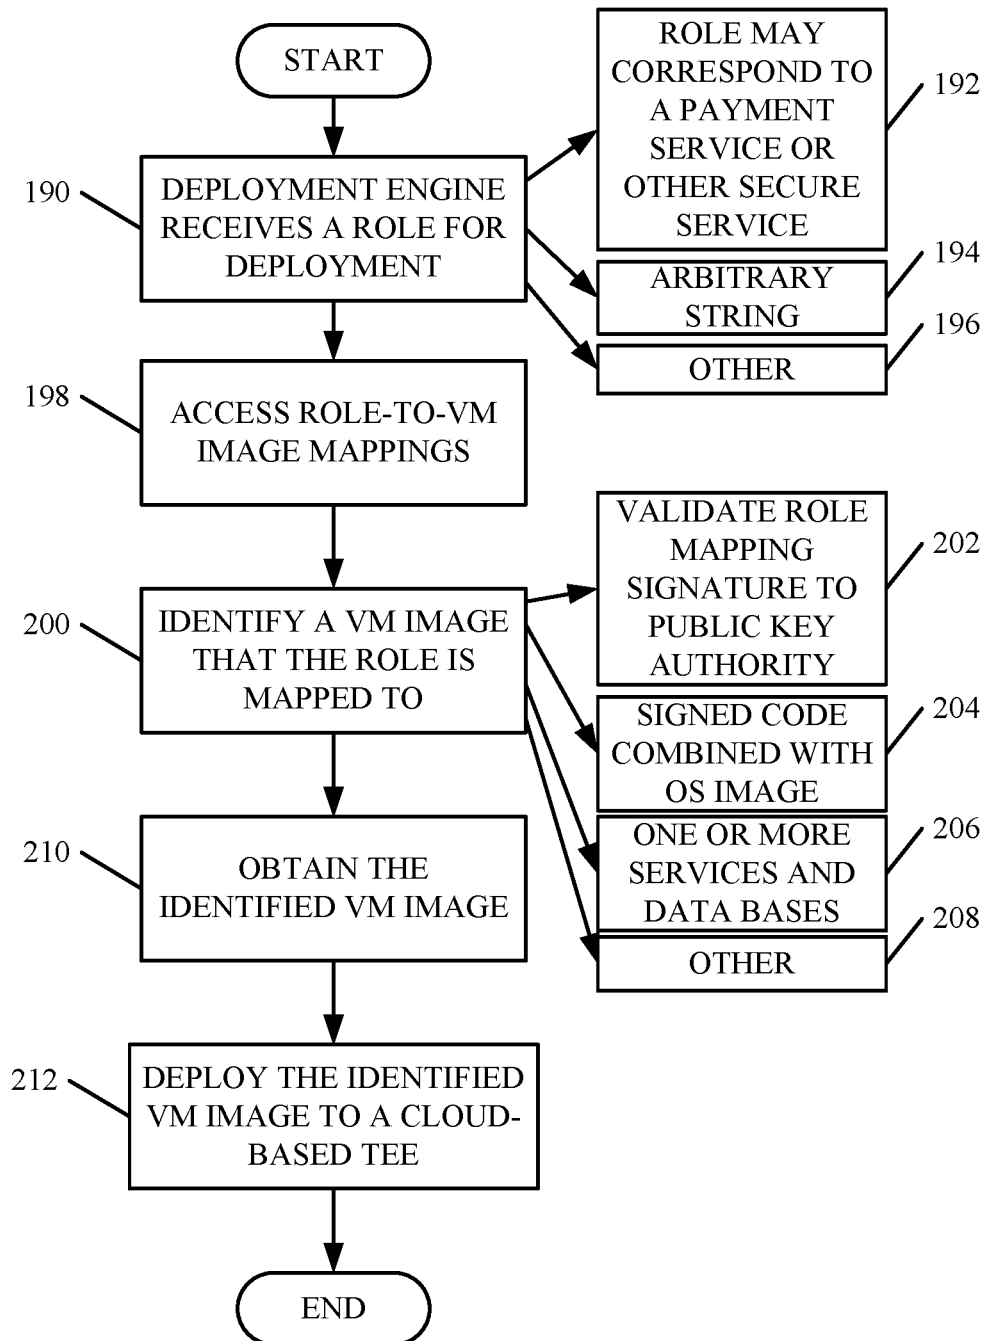 START
190
DEPLOYMENT ENGINE
RECEIVES A ROLE FOR
DEPLOYMENT
ROLE MAY
CORRESPOND TO
A PAYMENT
SERVICE OR
OTHER SECURE
SERVICE
192
ARBITRARY
STRING
194
OTHER
196
198
ACCESS ROLE-TO-VM
IMAGE MAPPINGS
200
IDENTIFY A VM IMAGE
THAT THE ROLE IS
MAPPED TO
VALIDATE ROLE
MAPPING
SIGNATURE TO
PUBLIC KEY
AUTHORITY
202
SIGNED CODE
COMBINED WITH
OS IMAGE
204
ONE OR MORE
SERVICES AND
DATA BASES
206
OTHER
208
210
OBTAIN THE
IDENTIFIED VM IMAGE
212
DEPLOY THE IDENTIFIED
VM IMAGE TO A CLOUD-
BASED TEE
END